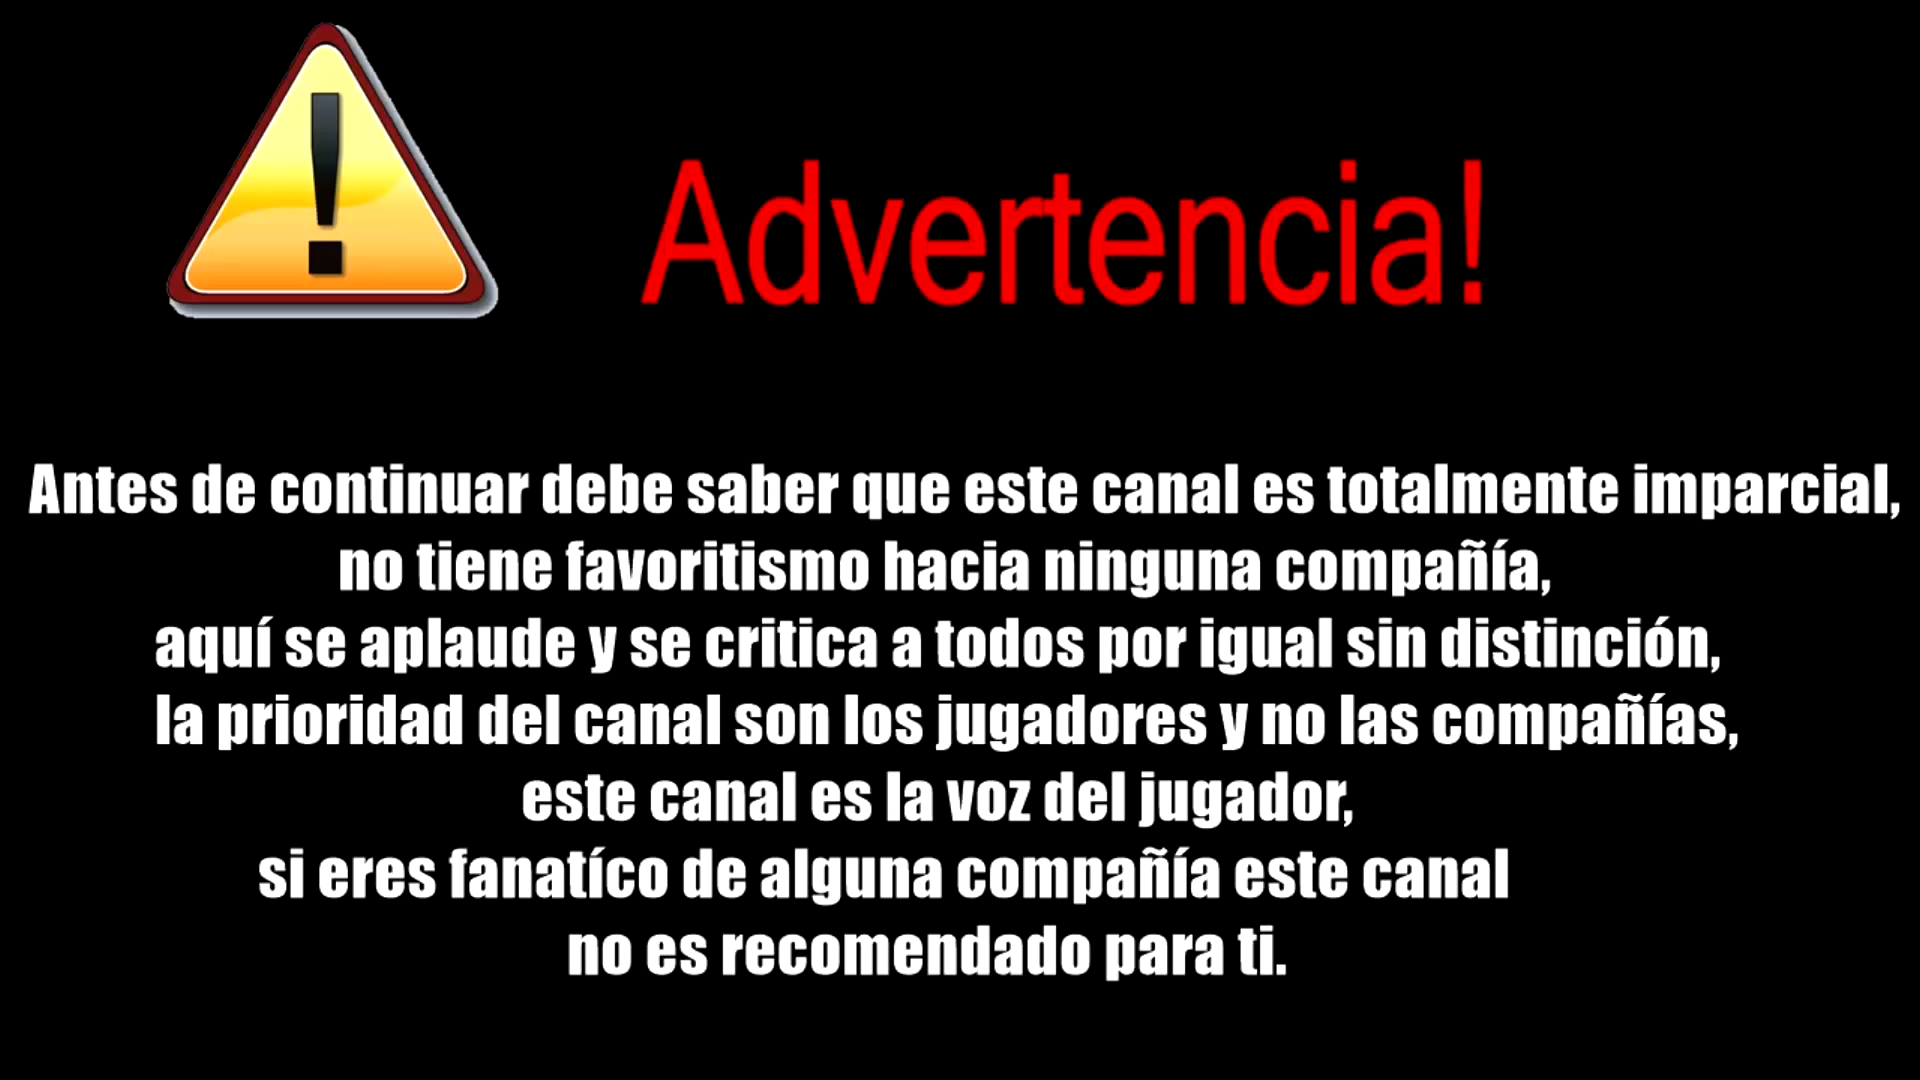 Advertencia!
Antes de continuar debe saber que este canal es totalmente imparcial,
no tiene favoritismo hacia ninguna compañía,
aquí se aplaude y se critica a todos por igual sin distinción,
la prioridad del canal son los jugadores y no las compañías,
este canal es la voz del jugador,
si eres fanatíco de alguna compañía este canal
no es recomendado para ti.